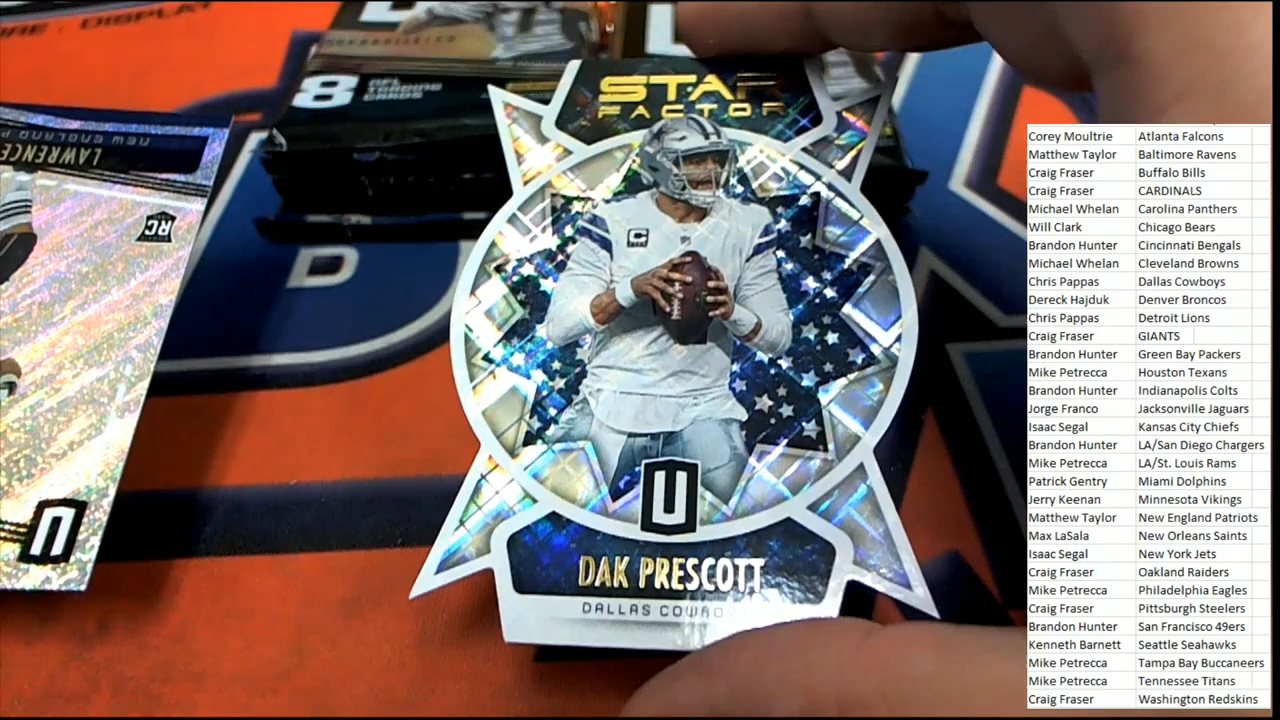 DISPLAY
8 NFL TRADING CARDS
NEW ENGLAND P
LAWRENCE
RC
U
D
STAR
FACTOR
C
U
DAK PRESCOTT
DALLAS COWBO
Corey Moultrie Atlanta Falcons
Matthew Taylor Baltimore Ravens
Craig Fraser Buffalo Bills
Craig Fraser CARDINALS
Michael Whelan Carolina Panthers
Will Clark Chicago Bears
Brandon Hunter Cincinnati Bengals
Michael Whelan Cleveland Browns
Chris Pappas Dallas Cowboys
Dereck Hajduk Denver Broncos
Chris Pappas Detroit Lions
Craig Fraser GIANTS
Brandon Hunter Green Bay Packers
Mike Petrecca Houston Texans
Brandon Hunter Indianapolis Colts
Jorge Franco Jacksonville Jaguars
Isaac Segal Kansas City Chiefs
Brandon Hunter LA/San Diego Chargers
Mike Petrecca LA/St. Louis Rams
Patrick Gentry Miami Dolphins
Jerry Keenan Minnesota Vikings
Matthew Taylor New England Patriots
Max LaSala New Orleans Saints
Isaac Segal New York Jets
Craig Fraser Oakland Raiders
Mike Petrecca Philadelphia Eagles
Craig Fraser Pittsburgh Steelers
Brandon Hunter San Francisco 49ers
Kenneth Barnett Seattle Seahawks
Mike Petrecca Tampa Bay Buccaneers
Mike Petrecca Tennessee Titans
Craig Fraser Washington Redskins